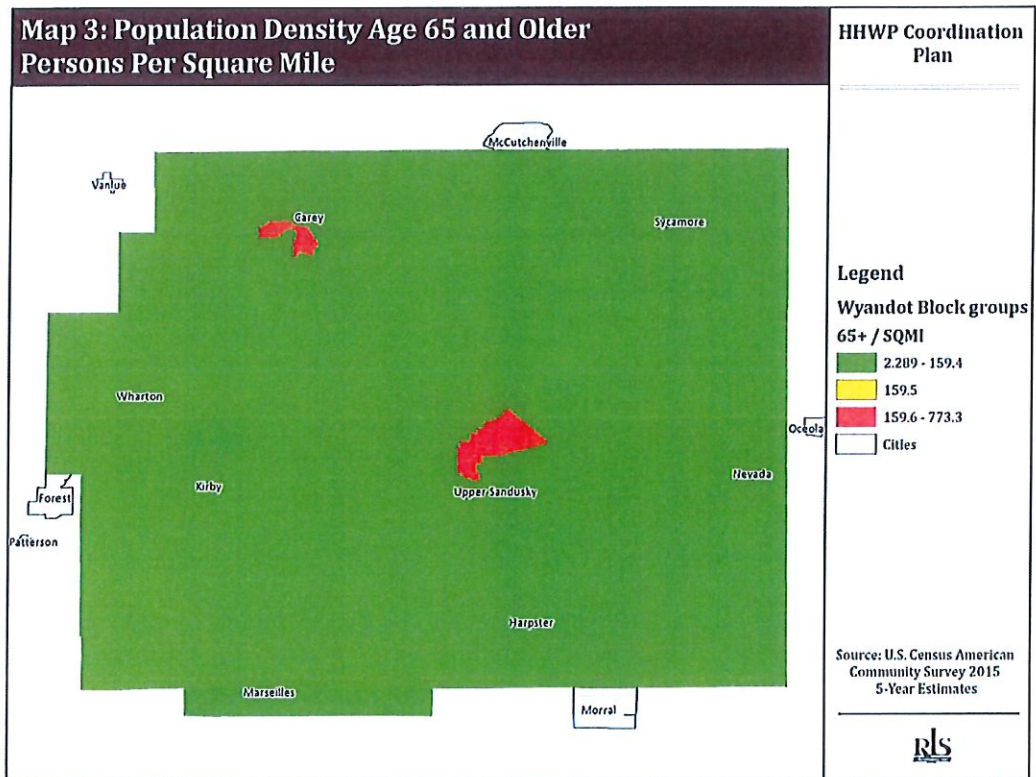 Map 3: Population Density Age 65 and Older
Persons Per Square Mile
HHWP Coordination
Plan
McCutchenville
Vanlue
Carey
Sycamore
Wharton
Oceola
Nevada
Kirby
Upper Sandusky
Forest
Patterson
Harpster
Marseilles
Morral
Legend
Wyandot Block groups
65+ / SQMI
2.289 - 159.4
159.5
159.6 - 773.3
Cities
Source: U.S. Census American
Community Survey 2015
5-Year Estimates
RLS